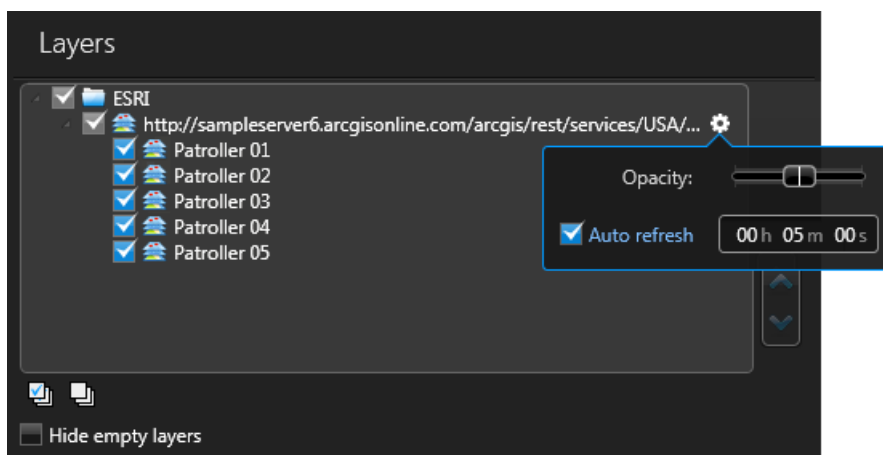 Layers
ESRI
http://sampleserver6.arcgisonline.com/arcgis/rest/services/USA/...
Patroller 01
Patroller 02
Patroller 03
Patroller 04
Patroller 05
Opacity:
Auto refresh 00 h 05 m 00 s
Hide empty layers